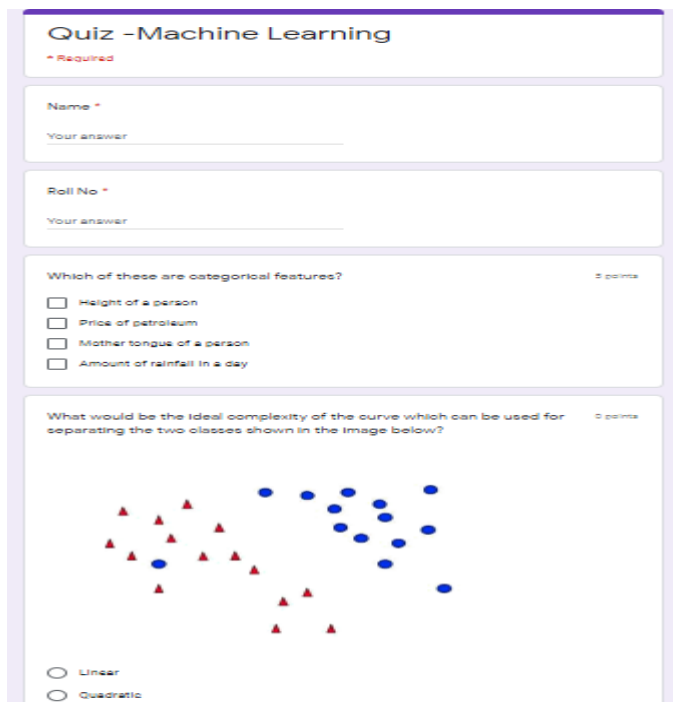 Quiz -Machine Learning
* Required
Name *
Your answer
Roll No *
Your answer
Which of these are categorical features?
5 points
Height of a person
Price of petroleum
Mother tongue of a person
Amount of rainfall in a day
What would be the ideal complexity of the curve which can be used for
points
separating the two classes shown in the image below?
Linear
Quadratic